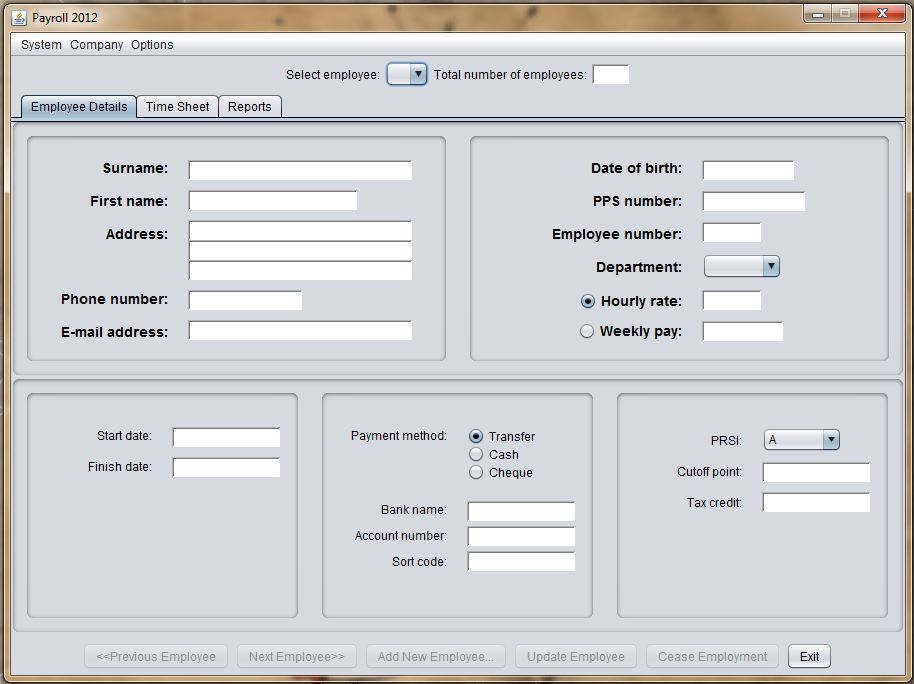 Payroll 2012
System Company Options
Select employee: Total number of employees:
Employee Details Time Sheet Reports
Surname:
First name:
Address:
Phone number:
E-mail address:
Date of birth:
PPS number:
Employee number:
Department:
Hourly rate:
Weekly pay:
Start date:
Finish date:
Payment method: Transfer
Cash
Cheque
Bank name:
Account number:
Sort code:
PRSI: A
Cutoff point:
Tax credit:
<<Previous Employee Next Employee>> Add New Employee... Update Employee Cease Employment Exit